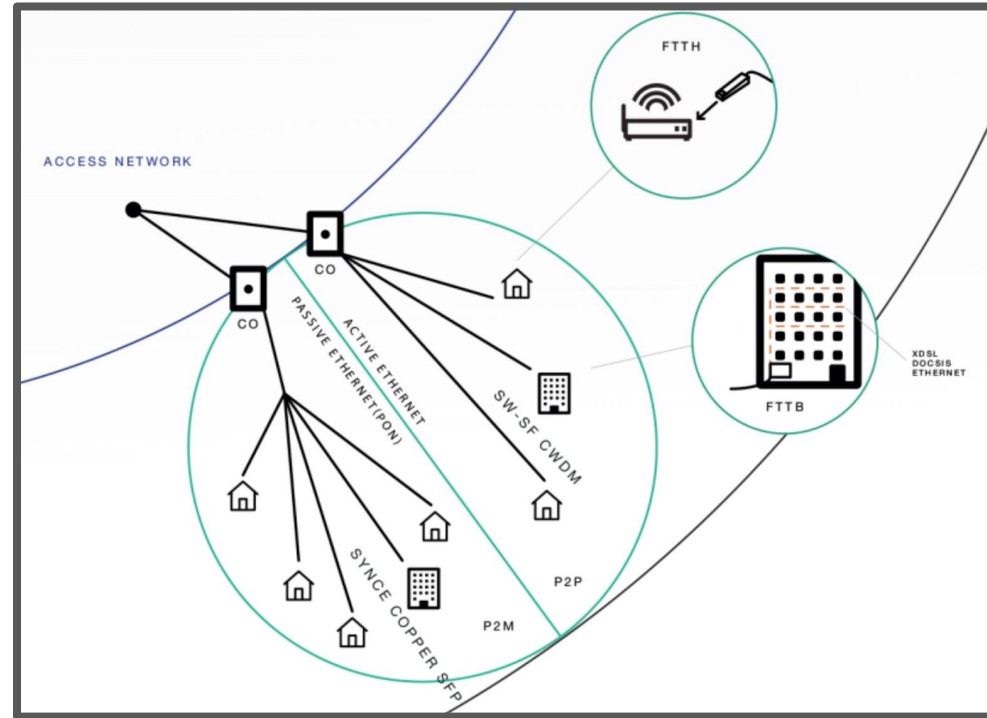 FTTH
ACCESS NETWORK
CO
CO
PASSIVE ETHERNET(PON)
ACTIVE ETHERNET
SW-SF CWDM
XDSL
DOCSIS
ETHERNET
FTTB
SYNCE COPPER SFP
P2P
P2M